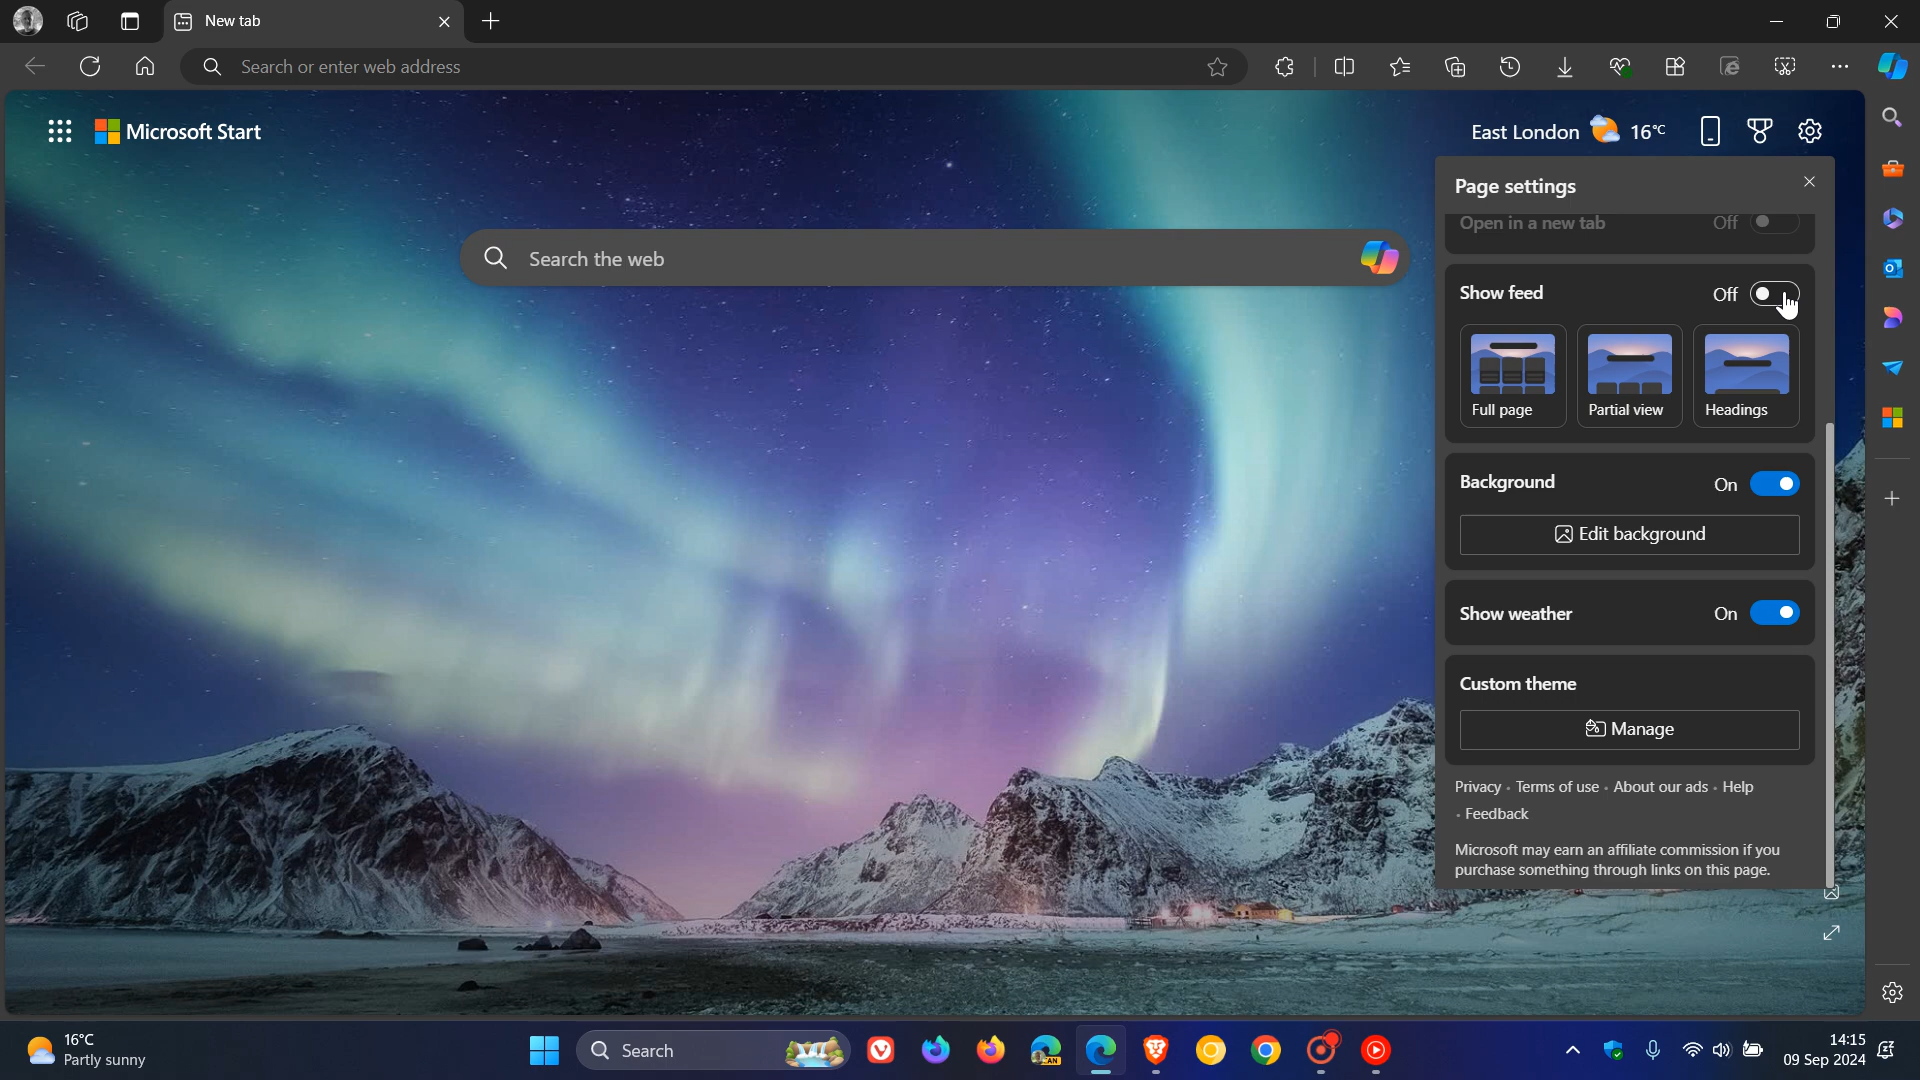 New tab
Search or enter web address
Microsoft Start
East London 16°C
Page settings
Open in a new tab Off
Search the web
Show feed Off
Full page Partial view Headings
Background On
Edit background
Show weather On
Custom theme
Manage
Privacy · Terms of use · About our ads · Help
· Feedback
Microsoft may earn an affiliate commission if you
purchase something through links on this page.
16°C
Partly sunny
Search
CAN
14:15
09 Sep 2024